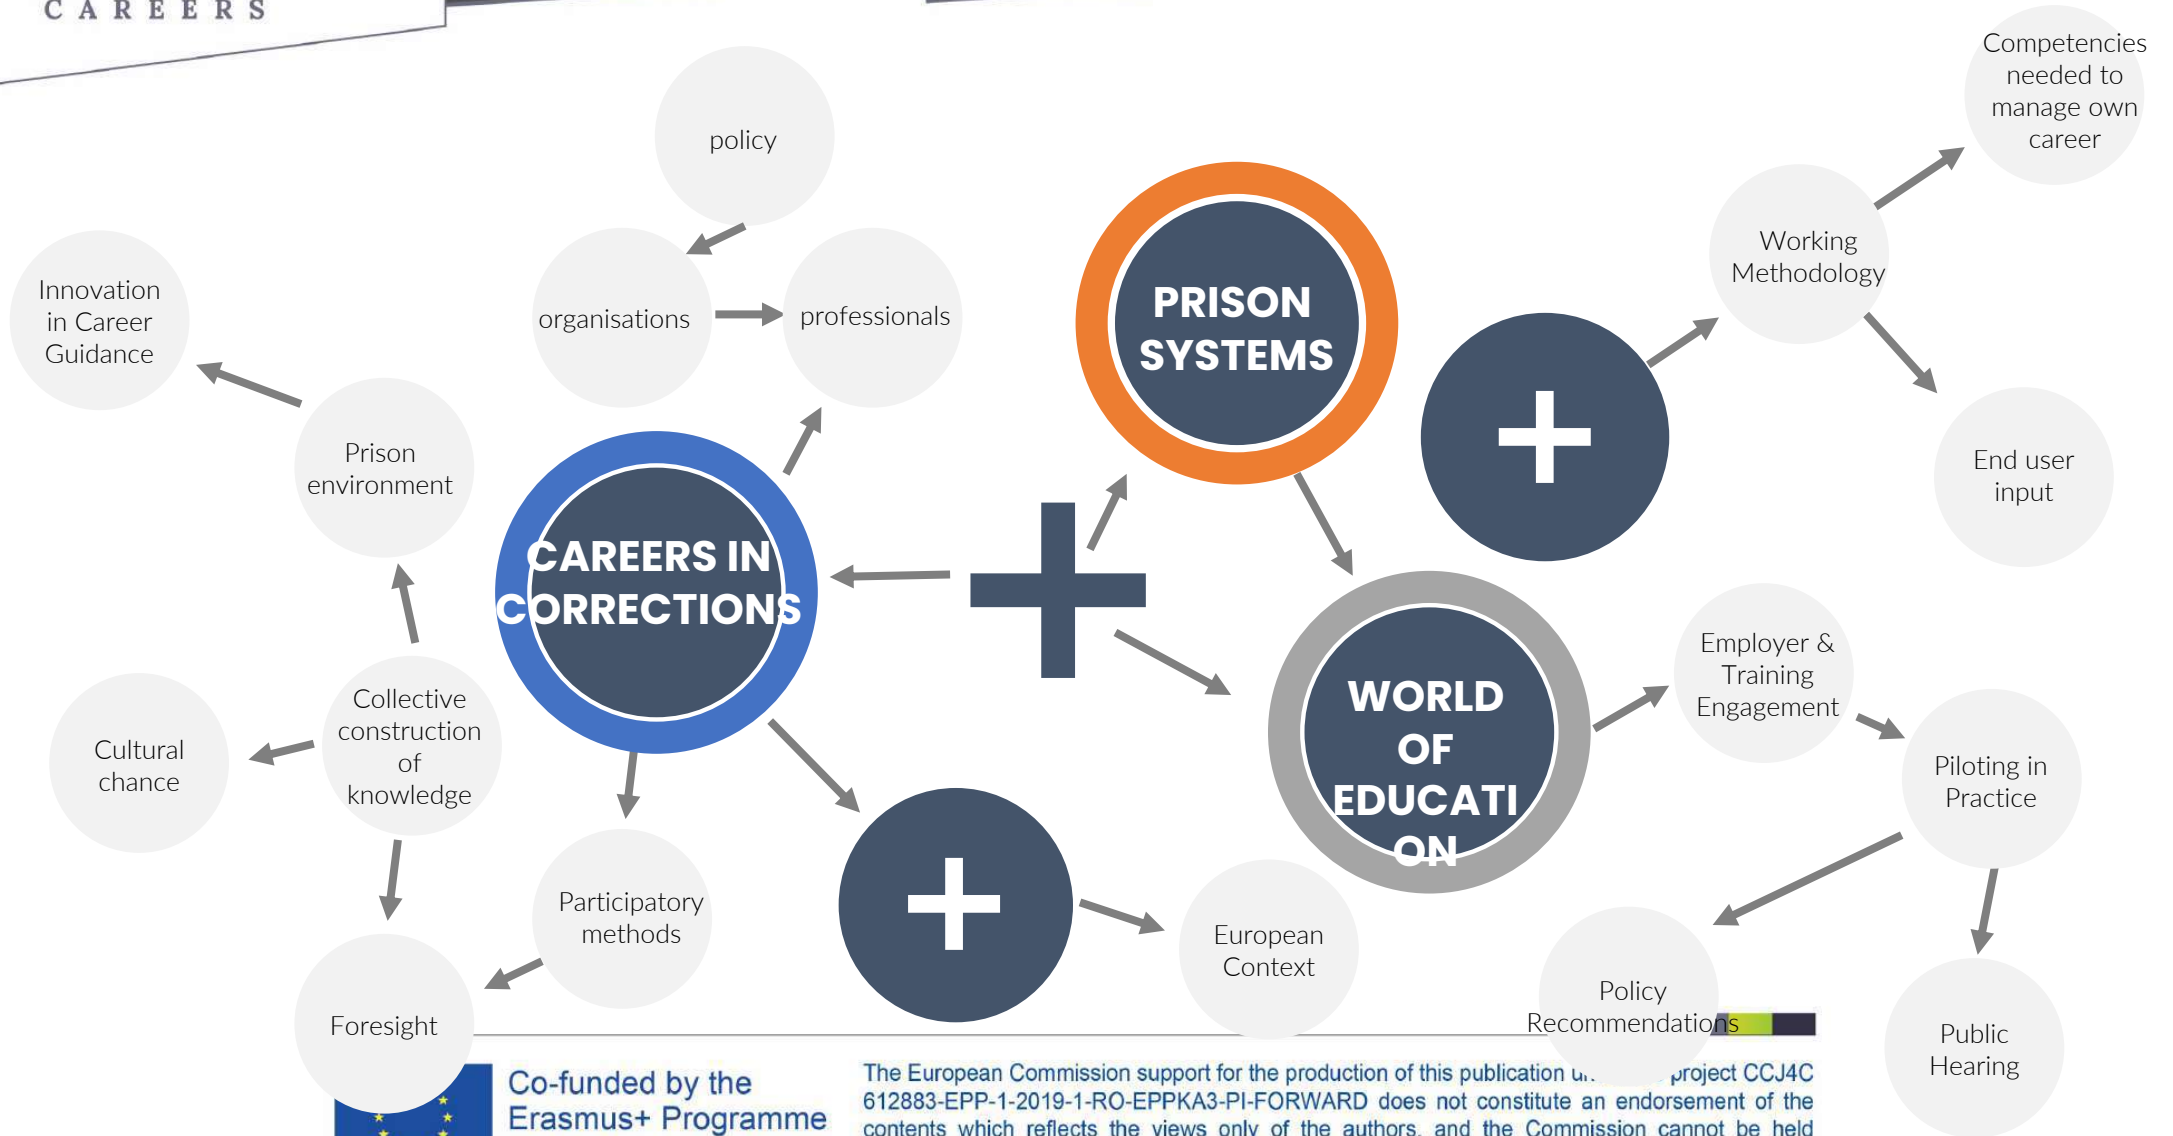 CAREERS
policy
organisations
professionals
Innovation
in Career
Guidance
Prison
environment
Collective
construction
of
knowledge
Cultural
chance
Foresight
Participatory
methods
CAREERS IN
CORRECTIONS
PRISON
SYSTEMS
WORLD
OF
EDUCATI
ON
European
Context
Working
Methodology
Competencies
needed to
manage own
career
End user
input
Employer &
Training
Engagement
Piloting in
Practice
Policy
Recommendations
Public
Hearing
Co-funded by the
Erasmus+ Programme
The European Commission support for the production of this publication project CCJ4C
612883-EPP-1-2019-1-RO-EPPKA3-PI-FORWARD does not constitute an endorsement of the
contents which reflects the views only of the authors, and the Commission cannot be held